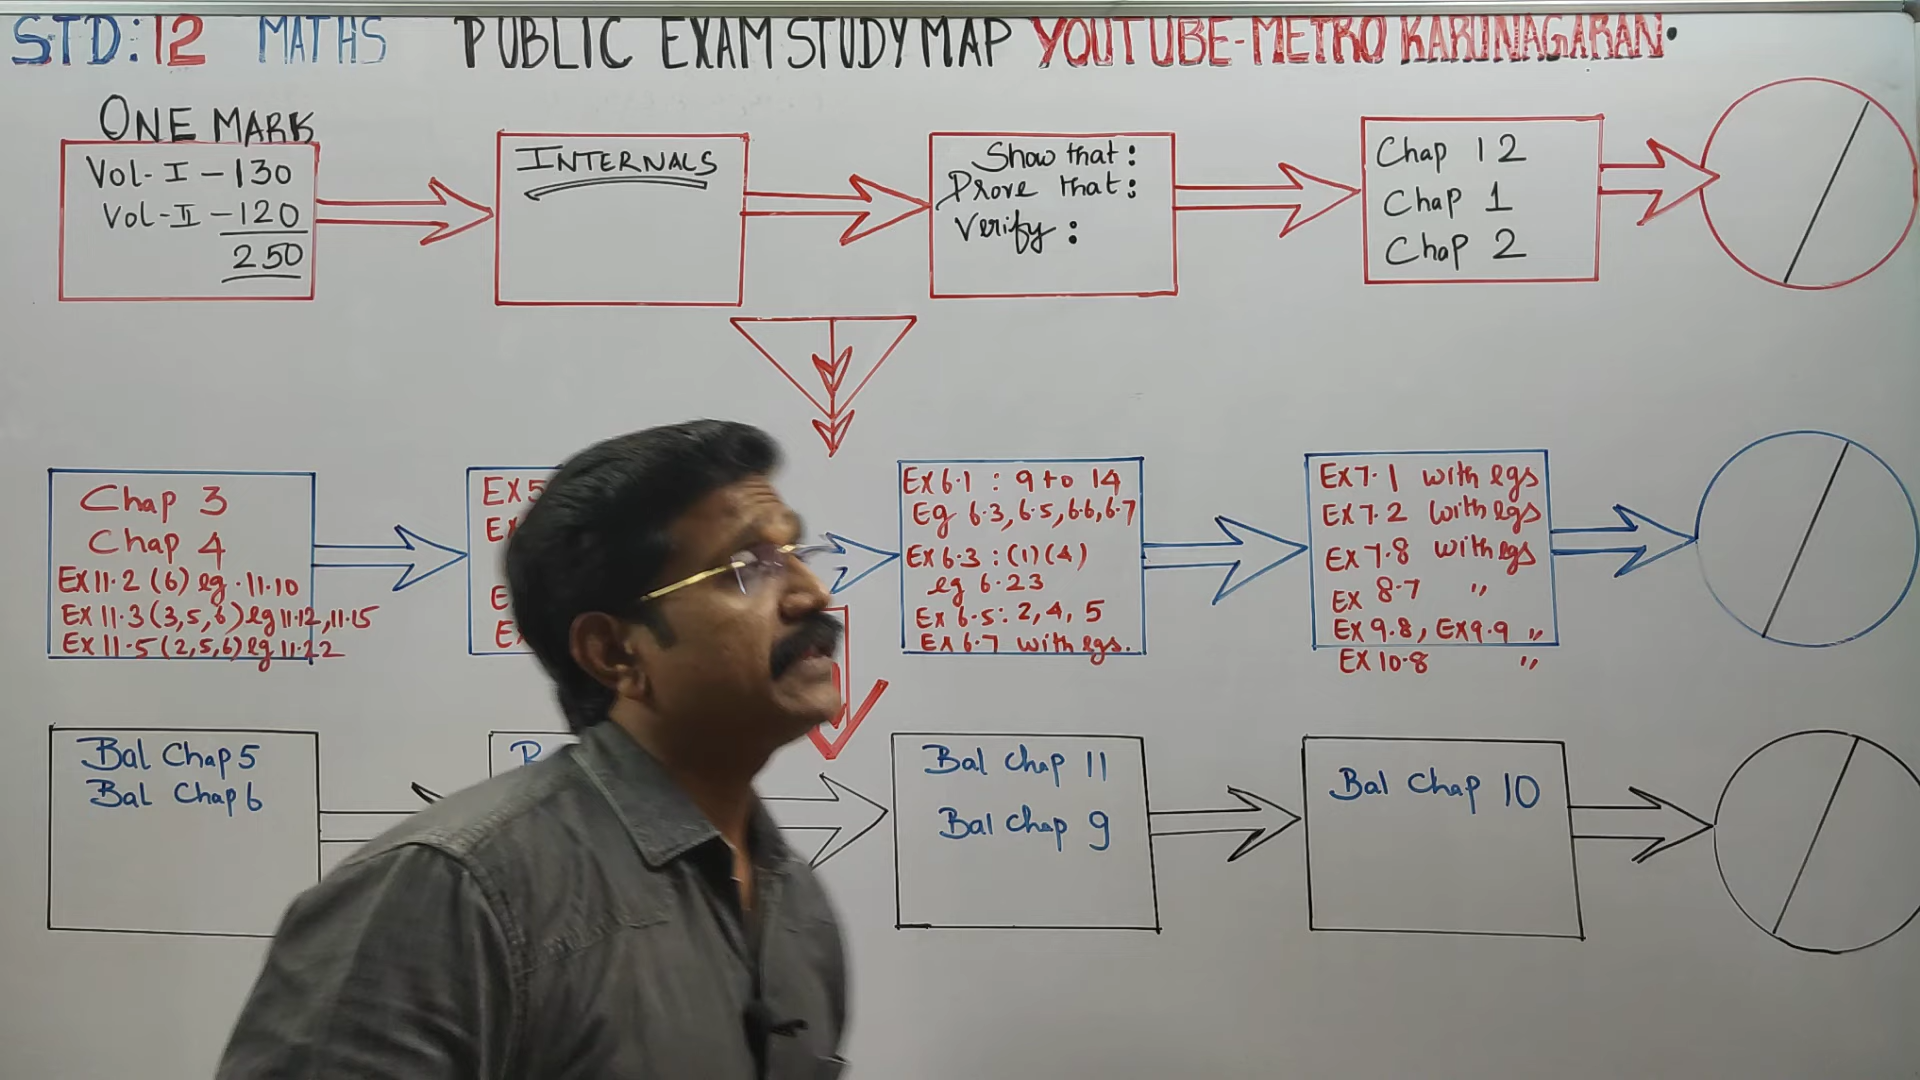 STD: 12 MATHS PUBLIC EXAM STUDY MAP YOUTUBE-METRO KARUNAGARAN.
ONE MARK
Vol-I - 130
Vol-II - 120
250
INTERNALS
Show that:
Prove that:
Verify:
Chap 12
Chap 1
Chap 2
Chap 3
Chap 4
Ex 11.2 (6) eg. 11.10
Ex 11.3 (3,5,6) eg 11.12, 11.15
Ex 11.5 (2,5,6) eg 11.22
Ex 6.1 : 9 to 14
Eg 6.3, 6.5, 6.6, 6.7
Ex 6.3 : (1) (4)
eg 6.23
Ex 6.5: 2, 4, 5
Ex 6.7 with egs.
Ex 7.1 with egs
Ex 7.2 with egs
Ex 7.8 with egs
Ex 8.7 "
Ex 9.8, Ex 9.9 "
Ex 10.8 "
Bal Chap 5
Bal Chap 6
Bal Chap 11
Bal Chap 9
Bal Chap 10